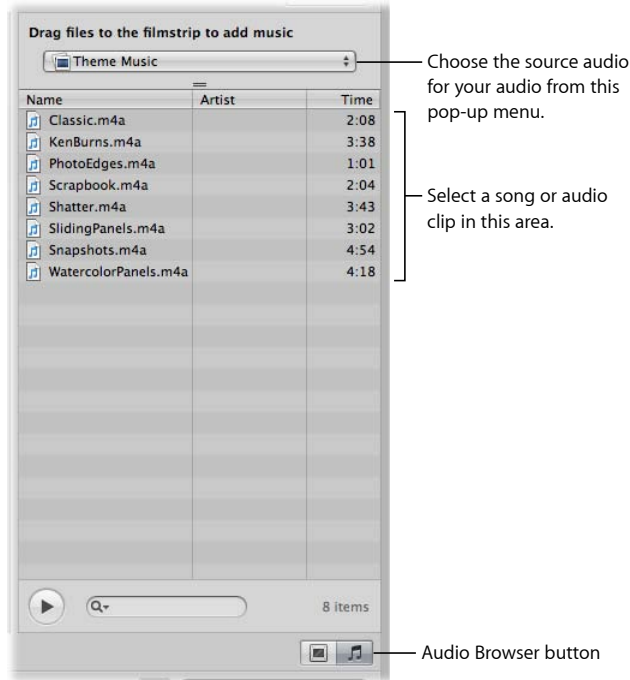 Drag files to the filmstrip to add music
Theme Music
Choose the source audio
for your audio from this
pop-up menu.
Name Artist Time
Classic.m4a 2:08
KenBurns.m4a 3:38
PhotoEdges.m4a 1:01
Scrapbook.m4a 2:04
Shatter.m4a 3:43
SlidingPanels.m4a 3:02
Snapshots.m4a 4:54
WatercolorPanels.m4a 4:18
Select a song or audio
clip in this area.
8 items
Audio Browser button